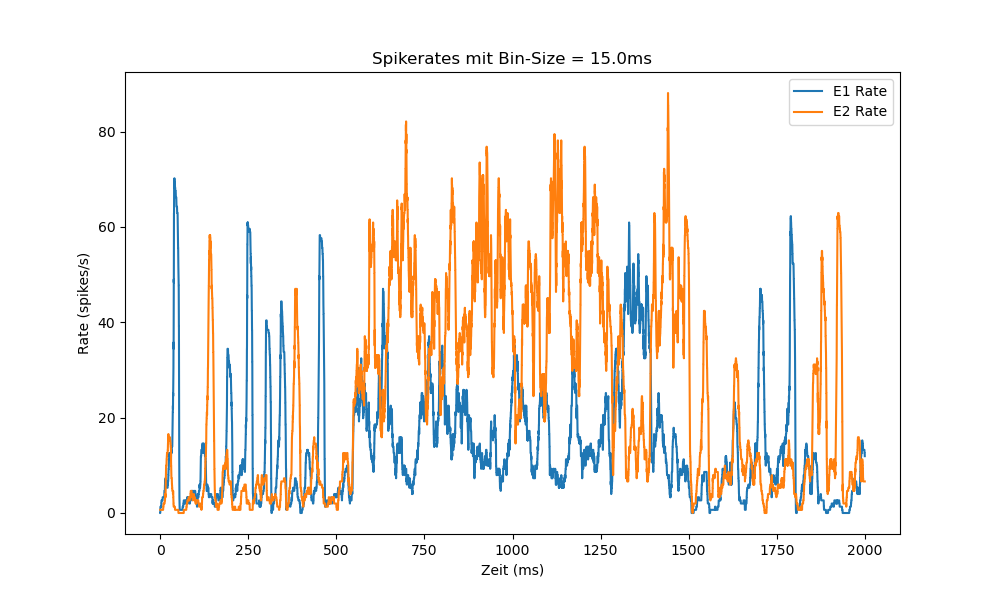 Spikerates mit Bin-Size = 15.0ms
E1 Rate
E2 Rate
Rate (spikes/s)
80
60
40
20
0
0 250 500 750 1000 1250 1500 1750 2000
Zeit (ms)